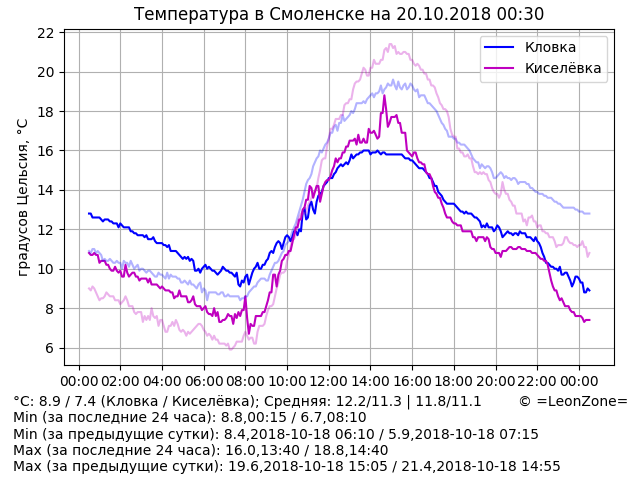 Температура в Смоленске на 20.10.2018 00:30
градусов Цельсия, °C
22
20
18
16
14
12
10
8
6
Кловка
Киселёвка
00:00 02:00 04:00 06:00 08:00 10:00 12:00 14:00 16:00 18:00 20:00 22:00 00:00
°C: 8.9 / 7.4 (Кловка / Киселёвка); Средняя: 12.2/11.3 | 11.8/11.1 © =LeonZone=
Min (за последние 24 часа): 8.8,00:15 / 6.7,08:10
Min (за предыдущие сутки): 8.4,2018-10-18 06:10 / 5.9,2018-10-18 07:15
Max (за последние 24 часа): 16.0,13:40 / 18.8,14:40
Max (за предыдущие сутки): 19.6,2018-10-18 15:05 / 21.4,2018-10-18 14:55